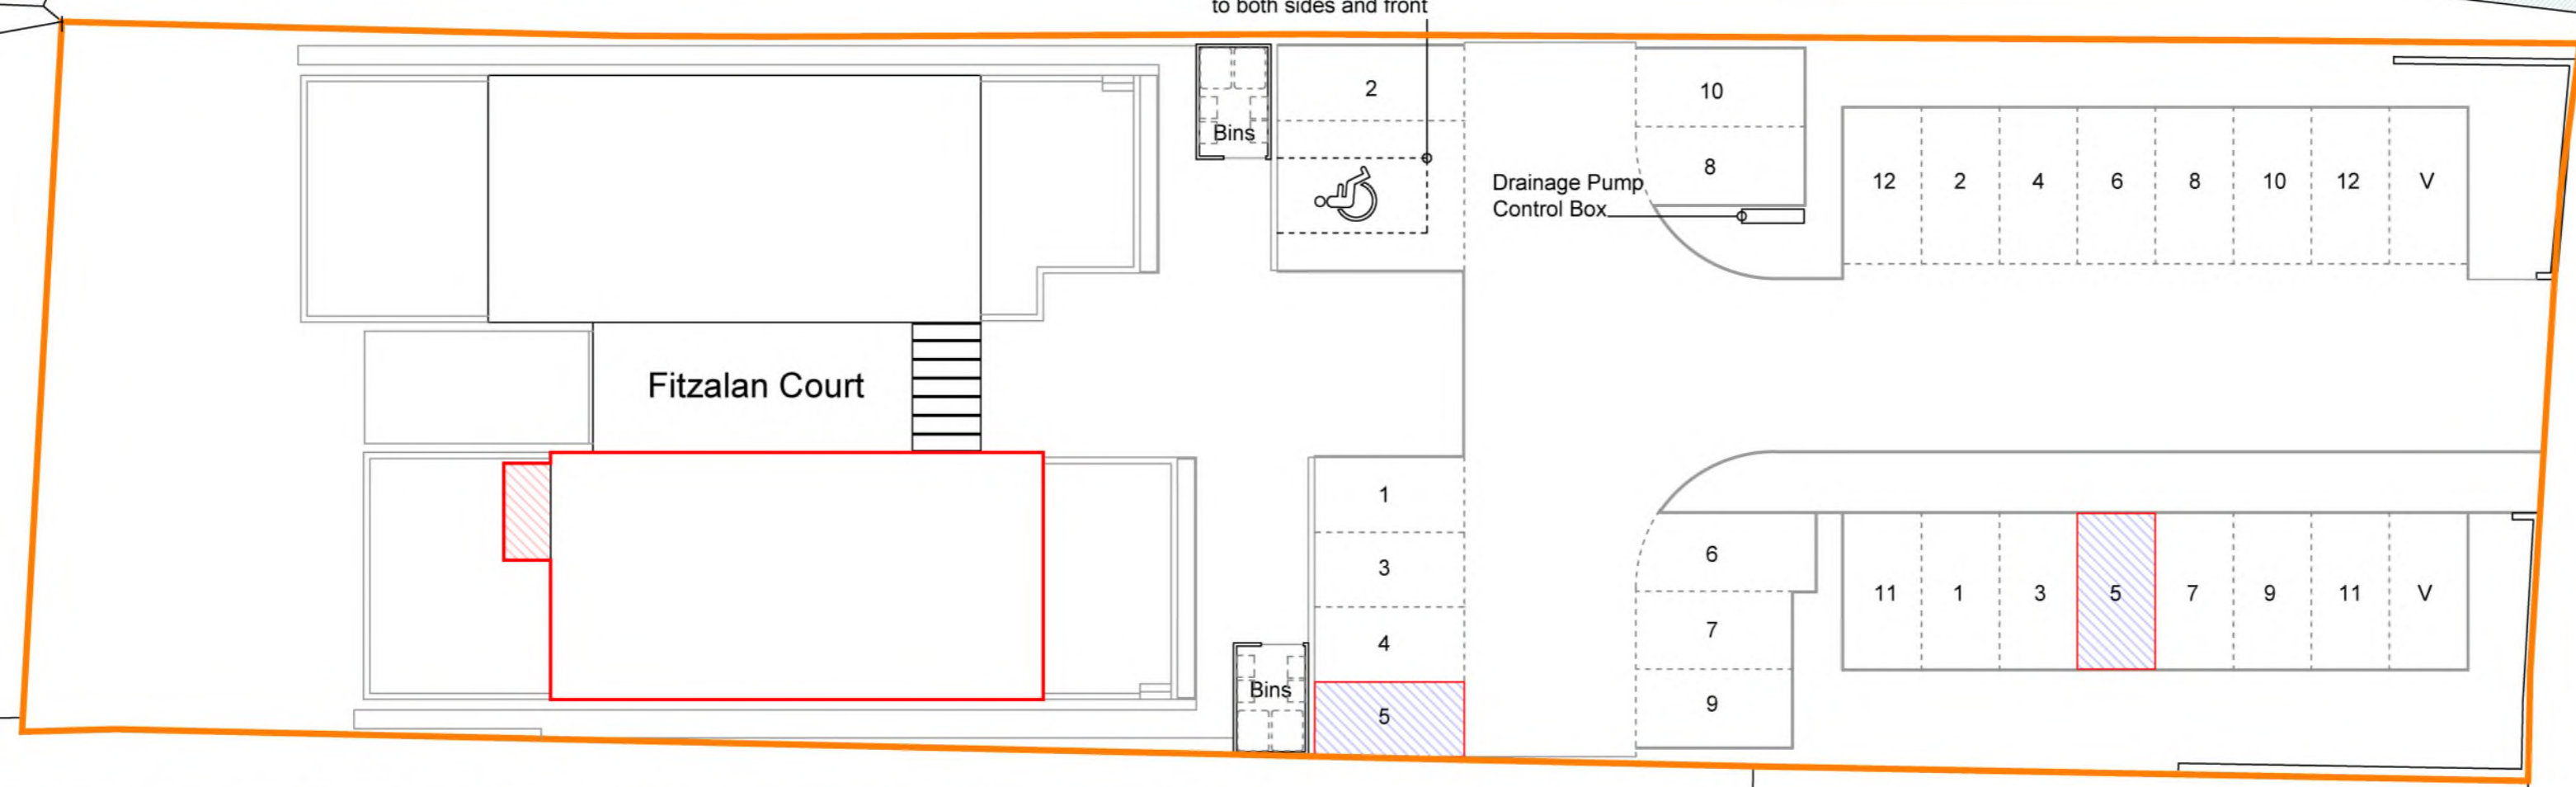 to both sides and front
2
10
Bins
8
Drainage Pump
Control Box
12 2 4 6 8 10 12 V
Fitzalan Court
1
3
4
5
Bins
6
7
9
11 1 3 5 7 9 11 V